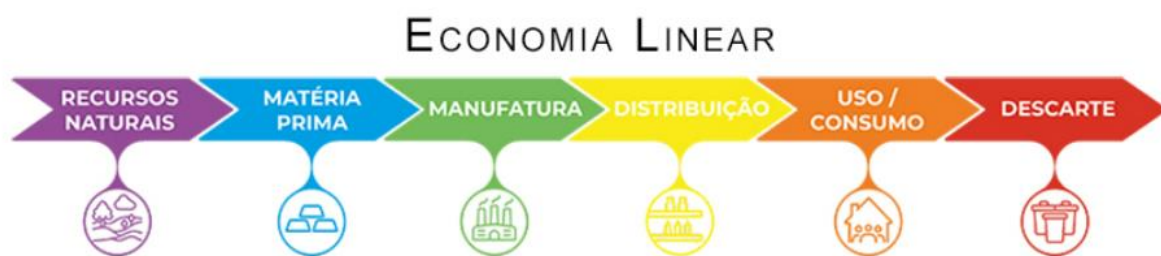 ECONOMIA LINEAR
RECURSOS
NATURAIS
MATÉRIA
PRIMA
MANUFATURA
DISTRIBUIÇÃO
USO /
CONSUMO
DESCARTE